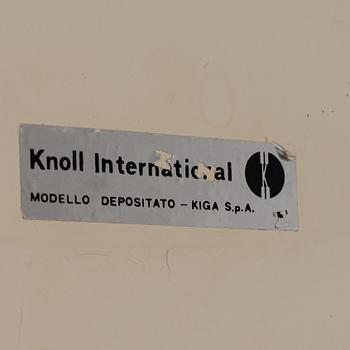 Knoll International
MODELLO DEPOSITATO – KIGA S.p.A.